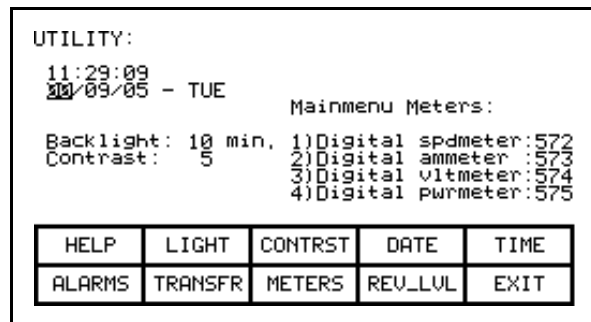 UTILITY:
11:29:09
00/09/05 - TUE
Mainmenu Meters:
Backlight: 10 min.
Contrast: 5
1)Digital spdmeter:572
2)Digital ammeter :573
3)Digital vltmeter:574
4)Digital pwrmeter:575
HELP LIGHT CONTRST DATE TIME
ALARMS TRANSFR METERS REV_LVL EXIT